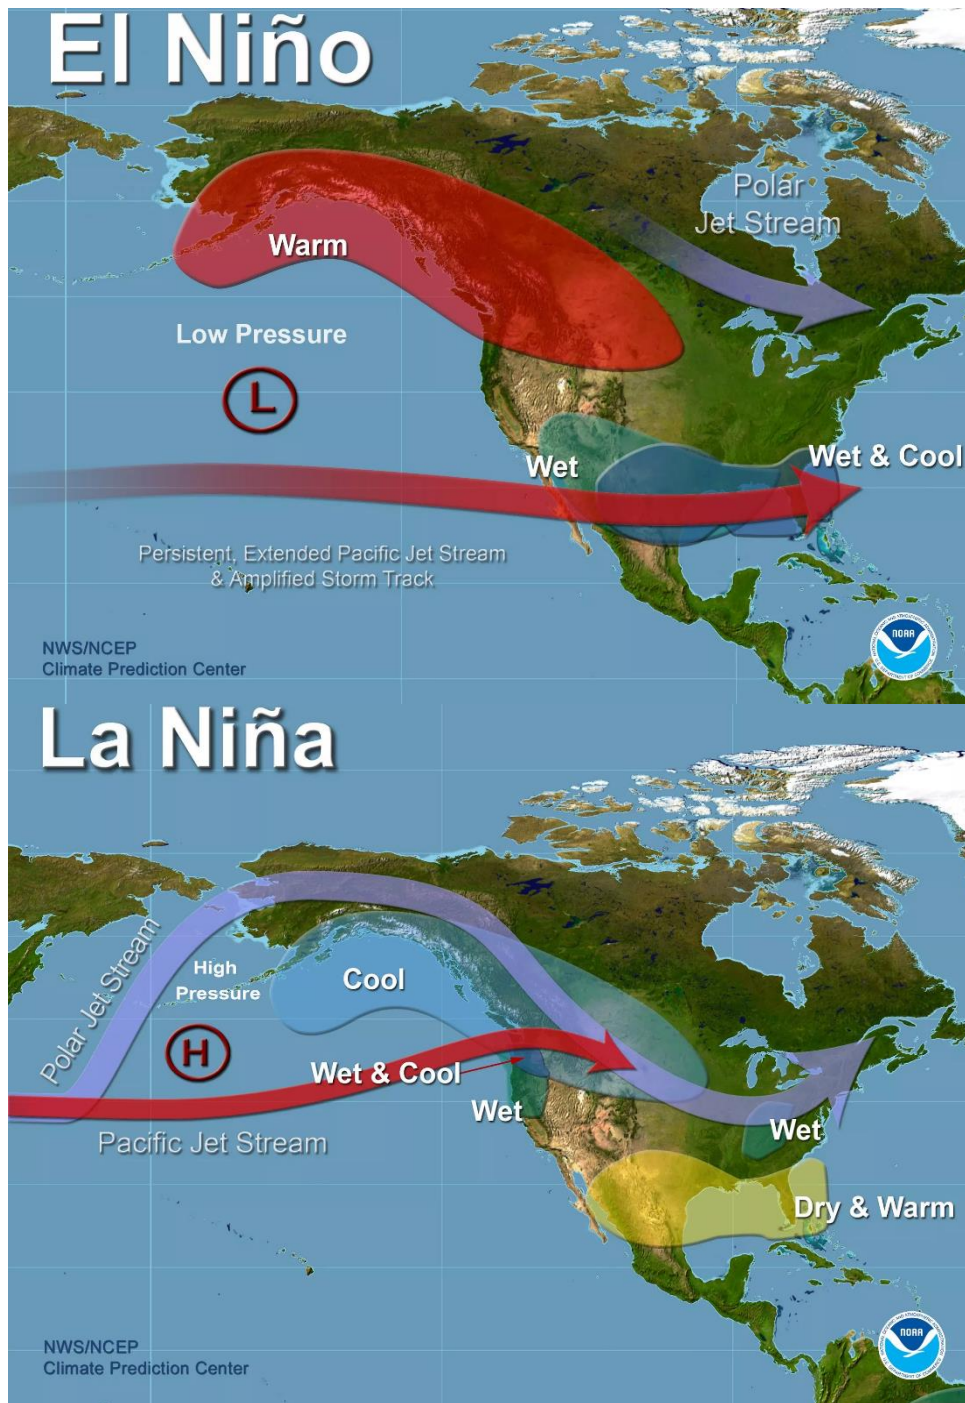 El Niño
Polar
Jet Stream
Warm
Low Pressure
L
Wet
Wet & Cool
Persistent, Extended Pacific Jet Stream
& Amplified Storm Track
NWS/NCEP
Climate Prediction Center
NOAA
La Niña
Polar Jet Stream
High
Pressure
H
Cool
Wet & Cool
Wet
Pacific Jet Stream
Wet
Dry & Warm
NWS/NCEP
Climate Prediction Center
NOAA